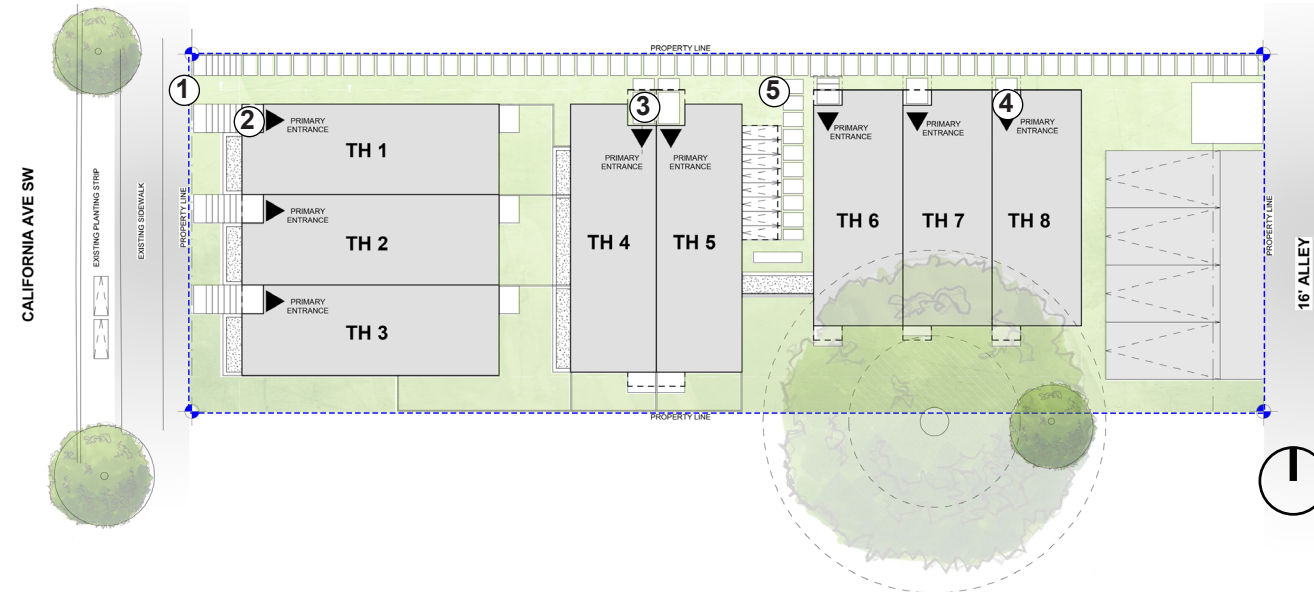 PROPERTY LINE
1
2
3
4
5
CALIFORNIA AVE SW
EXISTING PLANTING STRIP
EXISTING SIDEWALK
PROPERTY LINE
PRIMARY
ENTRANCE
TH 1
PRIMARY
ENTRANCE
TH 2
PRIMARY
ENTRANCE
TH 3
PRIMARY
ENTRANCE
PRIMARY
ENTRANCE
TH 4
TH 5
PRIMARY
ENTRANCE
PRIMARY
ENTRANCE
PRIMARY
ENTRANCE
TH 6
TH 7
TH 8
PROPERTY LINE
16' ALLEY
PROPERTY LINE